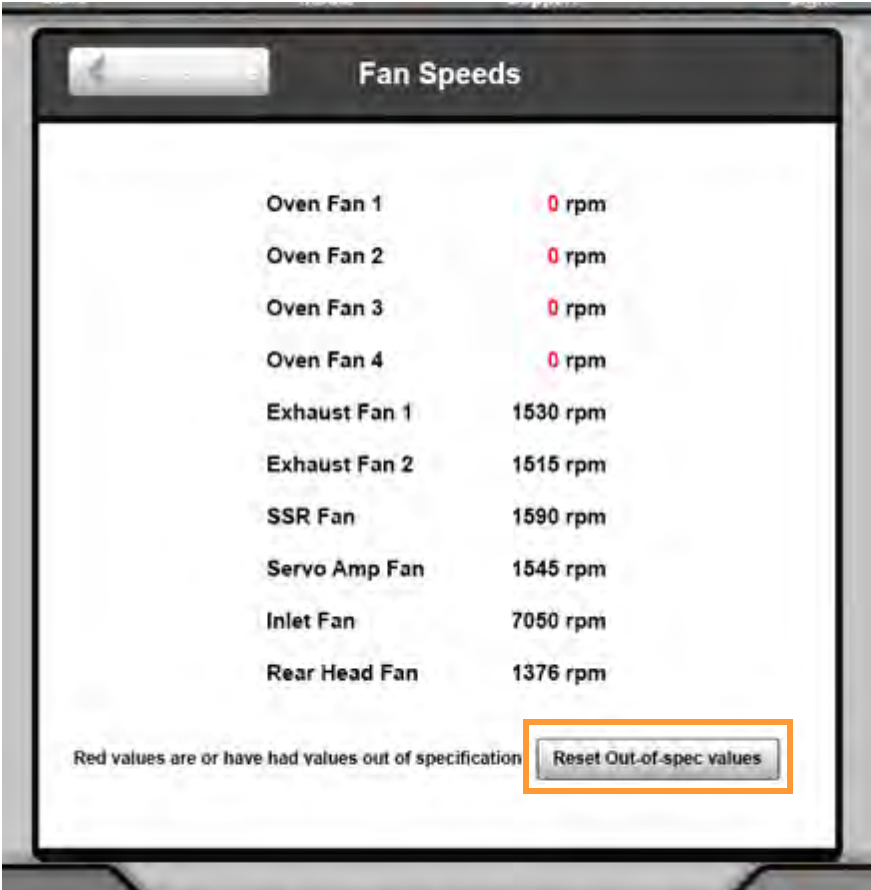 Fan Speeds
Oven Fan 1 0 rpm
Oven Fan 2 0 rpm
Oven Fan 3 0 rpm
Oven Fan 4 0 rpm
Exhaust Fan 1 1530 rpm
Exhaust Fan 2 1515 rpm
SSR Fan 1590 rpm
Servo Amp Fan 1545 rpm
Inlet Fan 7050 rpm
Rear Head Fan 1376 rpm
Red values are or have had values out of specification Reset Out-of-spec values